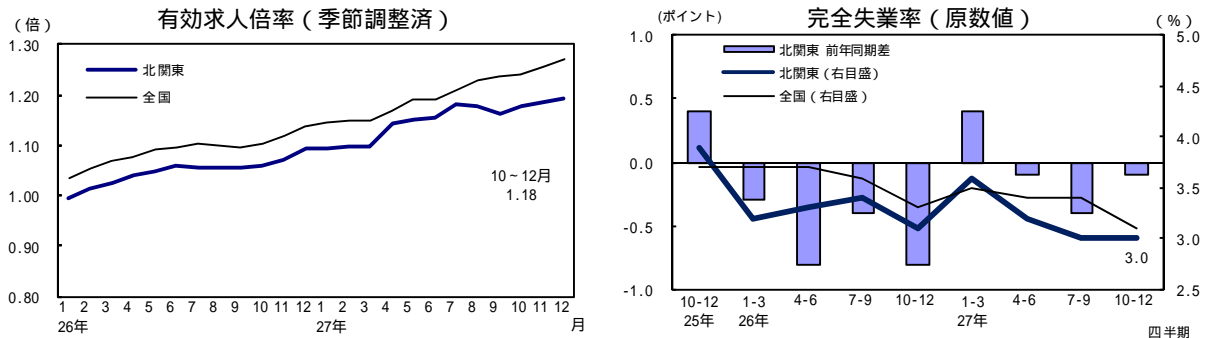 有効求人倍率（季節調整済）
（倍）
1.30
1.20
1.10
1.00
0.90
0.80
北関東
全国
10～12月
1.18
1 2 3 4 5 6 7 8 9 10 11 12 1 2 3 4 5 6 7 8 9 10 11 12
26年 27年 月
完全失業率（原数値）
(ポイント) （％）
1.0
0.5
0.0
-0.5
-1.0
北関東 前年同期差
北関東（右目盛）
全国（右目盛）
5.0
4.5
4.0
3.5
3.0
2.5
3.0
10-12 1-3 4-6 7-9 10-12 1-3 4-6 7-9 10-12
25年 26年 27年
四半期